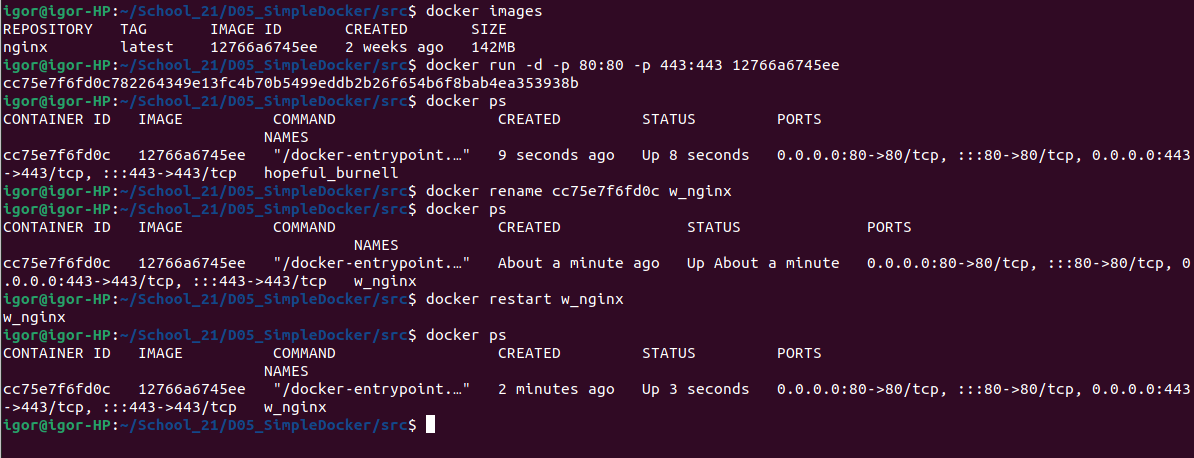 igor@igor-HP:~/School_21/D05_SimpleDocker/src$ docker images
REPOSITORY   TAG       IMAGE ID       CREATED       SIZE
nginx        latest    12766a6745ee   2 weeks ago   142MB
igor@igor-HP:~/School_21/D05_SimpleDocker/src$ docker run -d -p 80:80 -p 443:443 12766a6745ee
cc75e7f6fd0c782264349e13fc4b70b5499eddb2b26f654b6f8bab4ea353938b
igor@igor-HP:~/School_21/D05_SimpleDocker/src$ docker ps
CONTAINER ID   IMAGE          COMMAND                  CREATED         STATUS         PORTS
                             NAMES
cc75e7f6fd0c   12766a6745ee   "/docker-entrypoint.…"   9 seconds ago   Up 8 seconds   0.0.0.0:80->80/tcp, :::80->80/tcp, 0.0.0.0:443
->443/tcp, :::443->443/tcp   hopeful_burnell
igor@igor-HP:~/School_21/D05_SimpleDocker/src$ docker rename cc75e7f6fd0c w_nginx
igor@igor-HP:~/School_21/D05_SimpleDocker/src$ docker ps
CONTAINER ID   IMAGE          COMMAND                  CREATED              STATUS              PORTS
                                       NAMES
cc75e7f6fd0c   12766a6745ee   "/docker-entrypoint.…"   About a minute ago   Up About a minute   0.0.0.0:80->80/tcp, :::80->80/tcp, 0
.0.0.0:443->443/tcp, :::443->443/tcp   w_nginx
igor@igor-HP:~/School_21/D05_SimpleDocker/src$ docker restart w_nginx
w_nginx
igor@igor-HP:~/School_21/D05_SimpleDocker/src$ docker ps
CONTAINER ID   IMAGE          COMMAND                  CREATED         STATUS         PORTS
                             NAMES
cc75e7f6fd0c   12766a6745ee   "/docker-entrypoint.…"   2 minutes ago   Up 3 seconds   0.0.0.0:80->80/tcp, :::80->80/tcp, 0.0.0.0:443
->443/tcp, :::443->443/tcp   w_nginx
igor@igor-HP:~/School_21/D05_SimpleDocker/src$